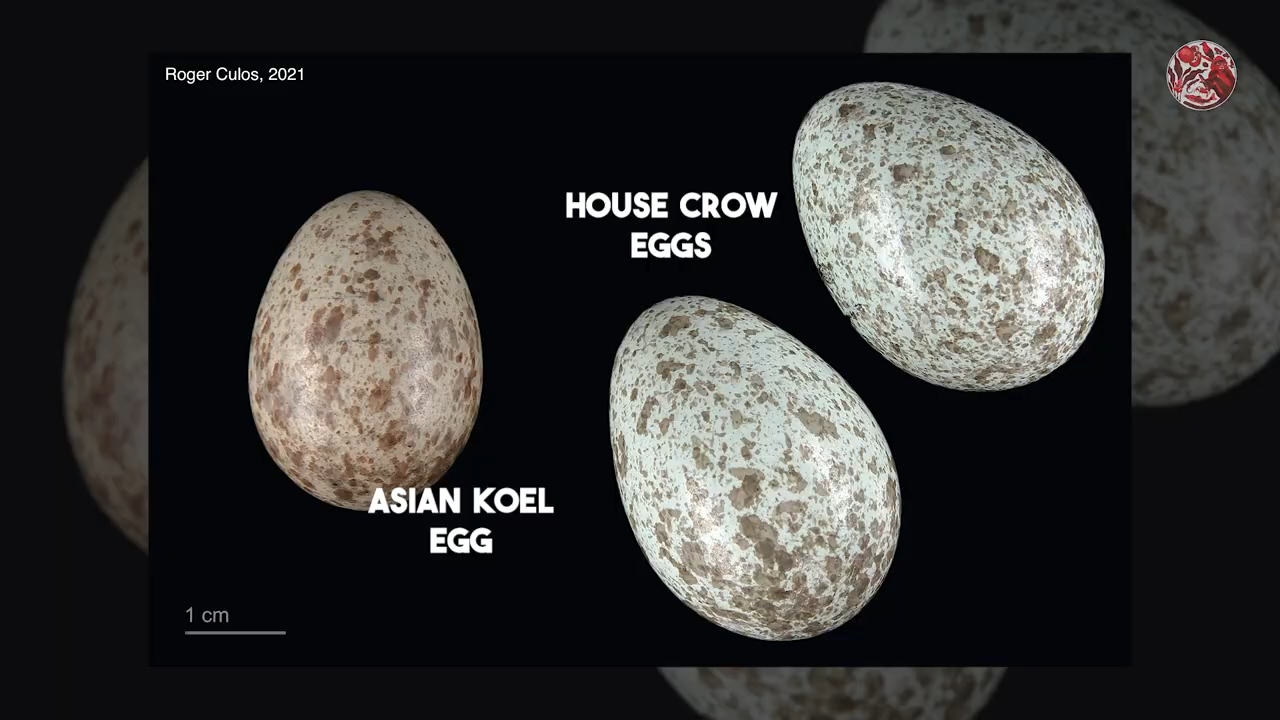 Roger Culos, 2021
HOUSE CROW
EGGS
ASIAN KOEL
EGG
1 cm